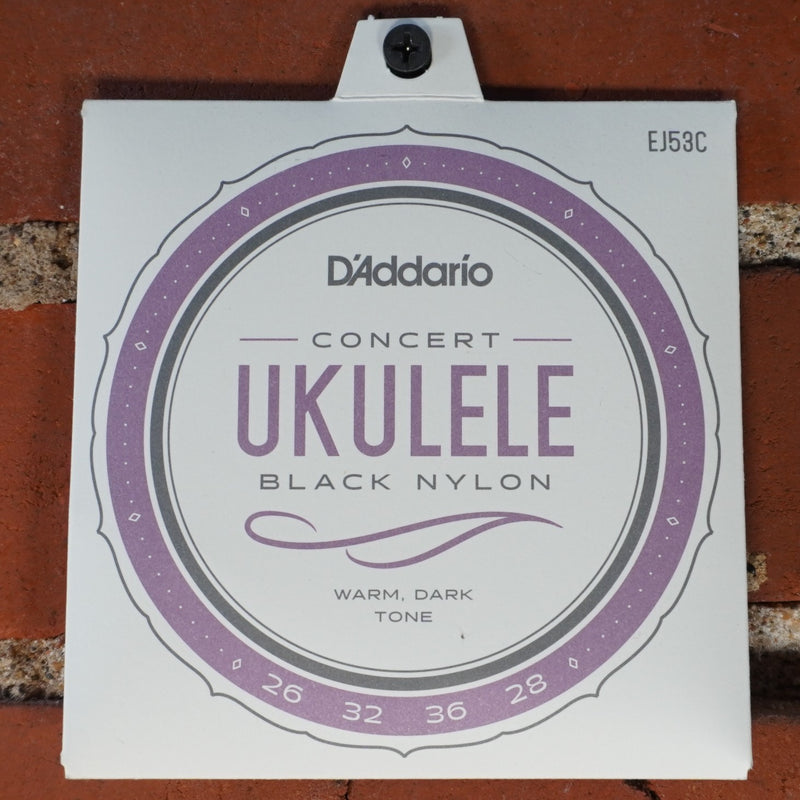 EJ53C
D'Addario
CONCERT
UKULELE
BLACK NYLON
WARM, DARK
TONE
26 32 36 28